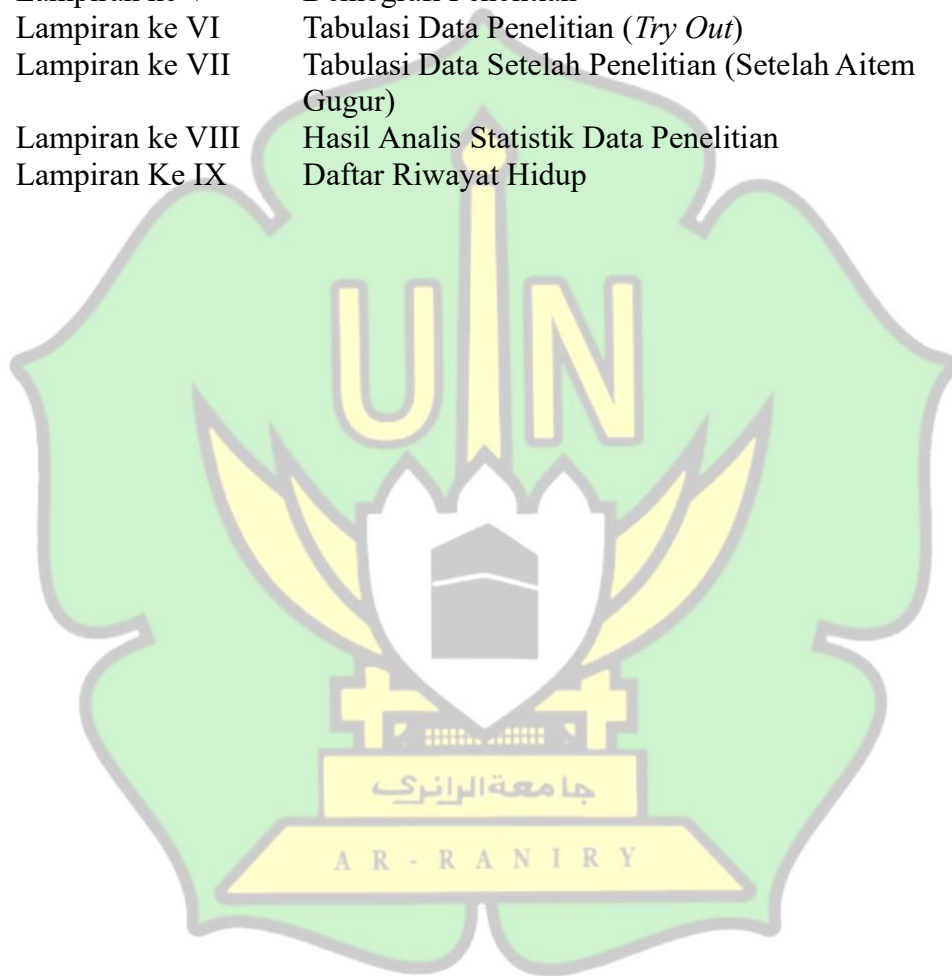 Lampiran ke VI Tabulasi Data Penelitian (Try Out)
Lampiran ke VII Tabulasi Data Setelah Penelitian (Setelah Aitem
Gugur)
Lampiran ke VIII Hasil Analis Statistik Data Penelitian
Lampiran Ke IX Daftar Riwayat Hidup
UIN
جامعة الرانري
AR-RANIRY